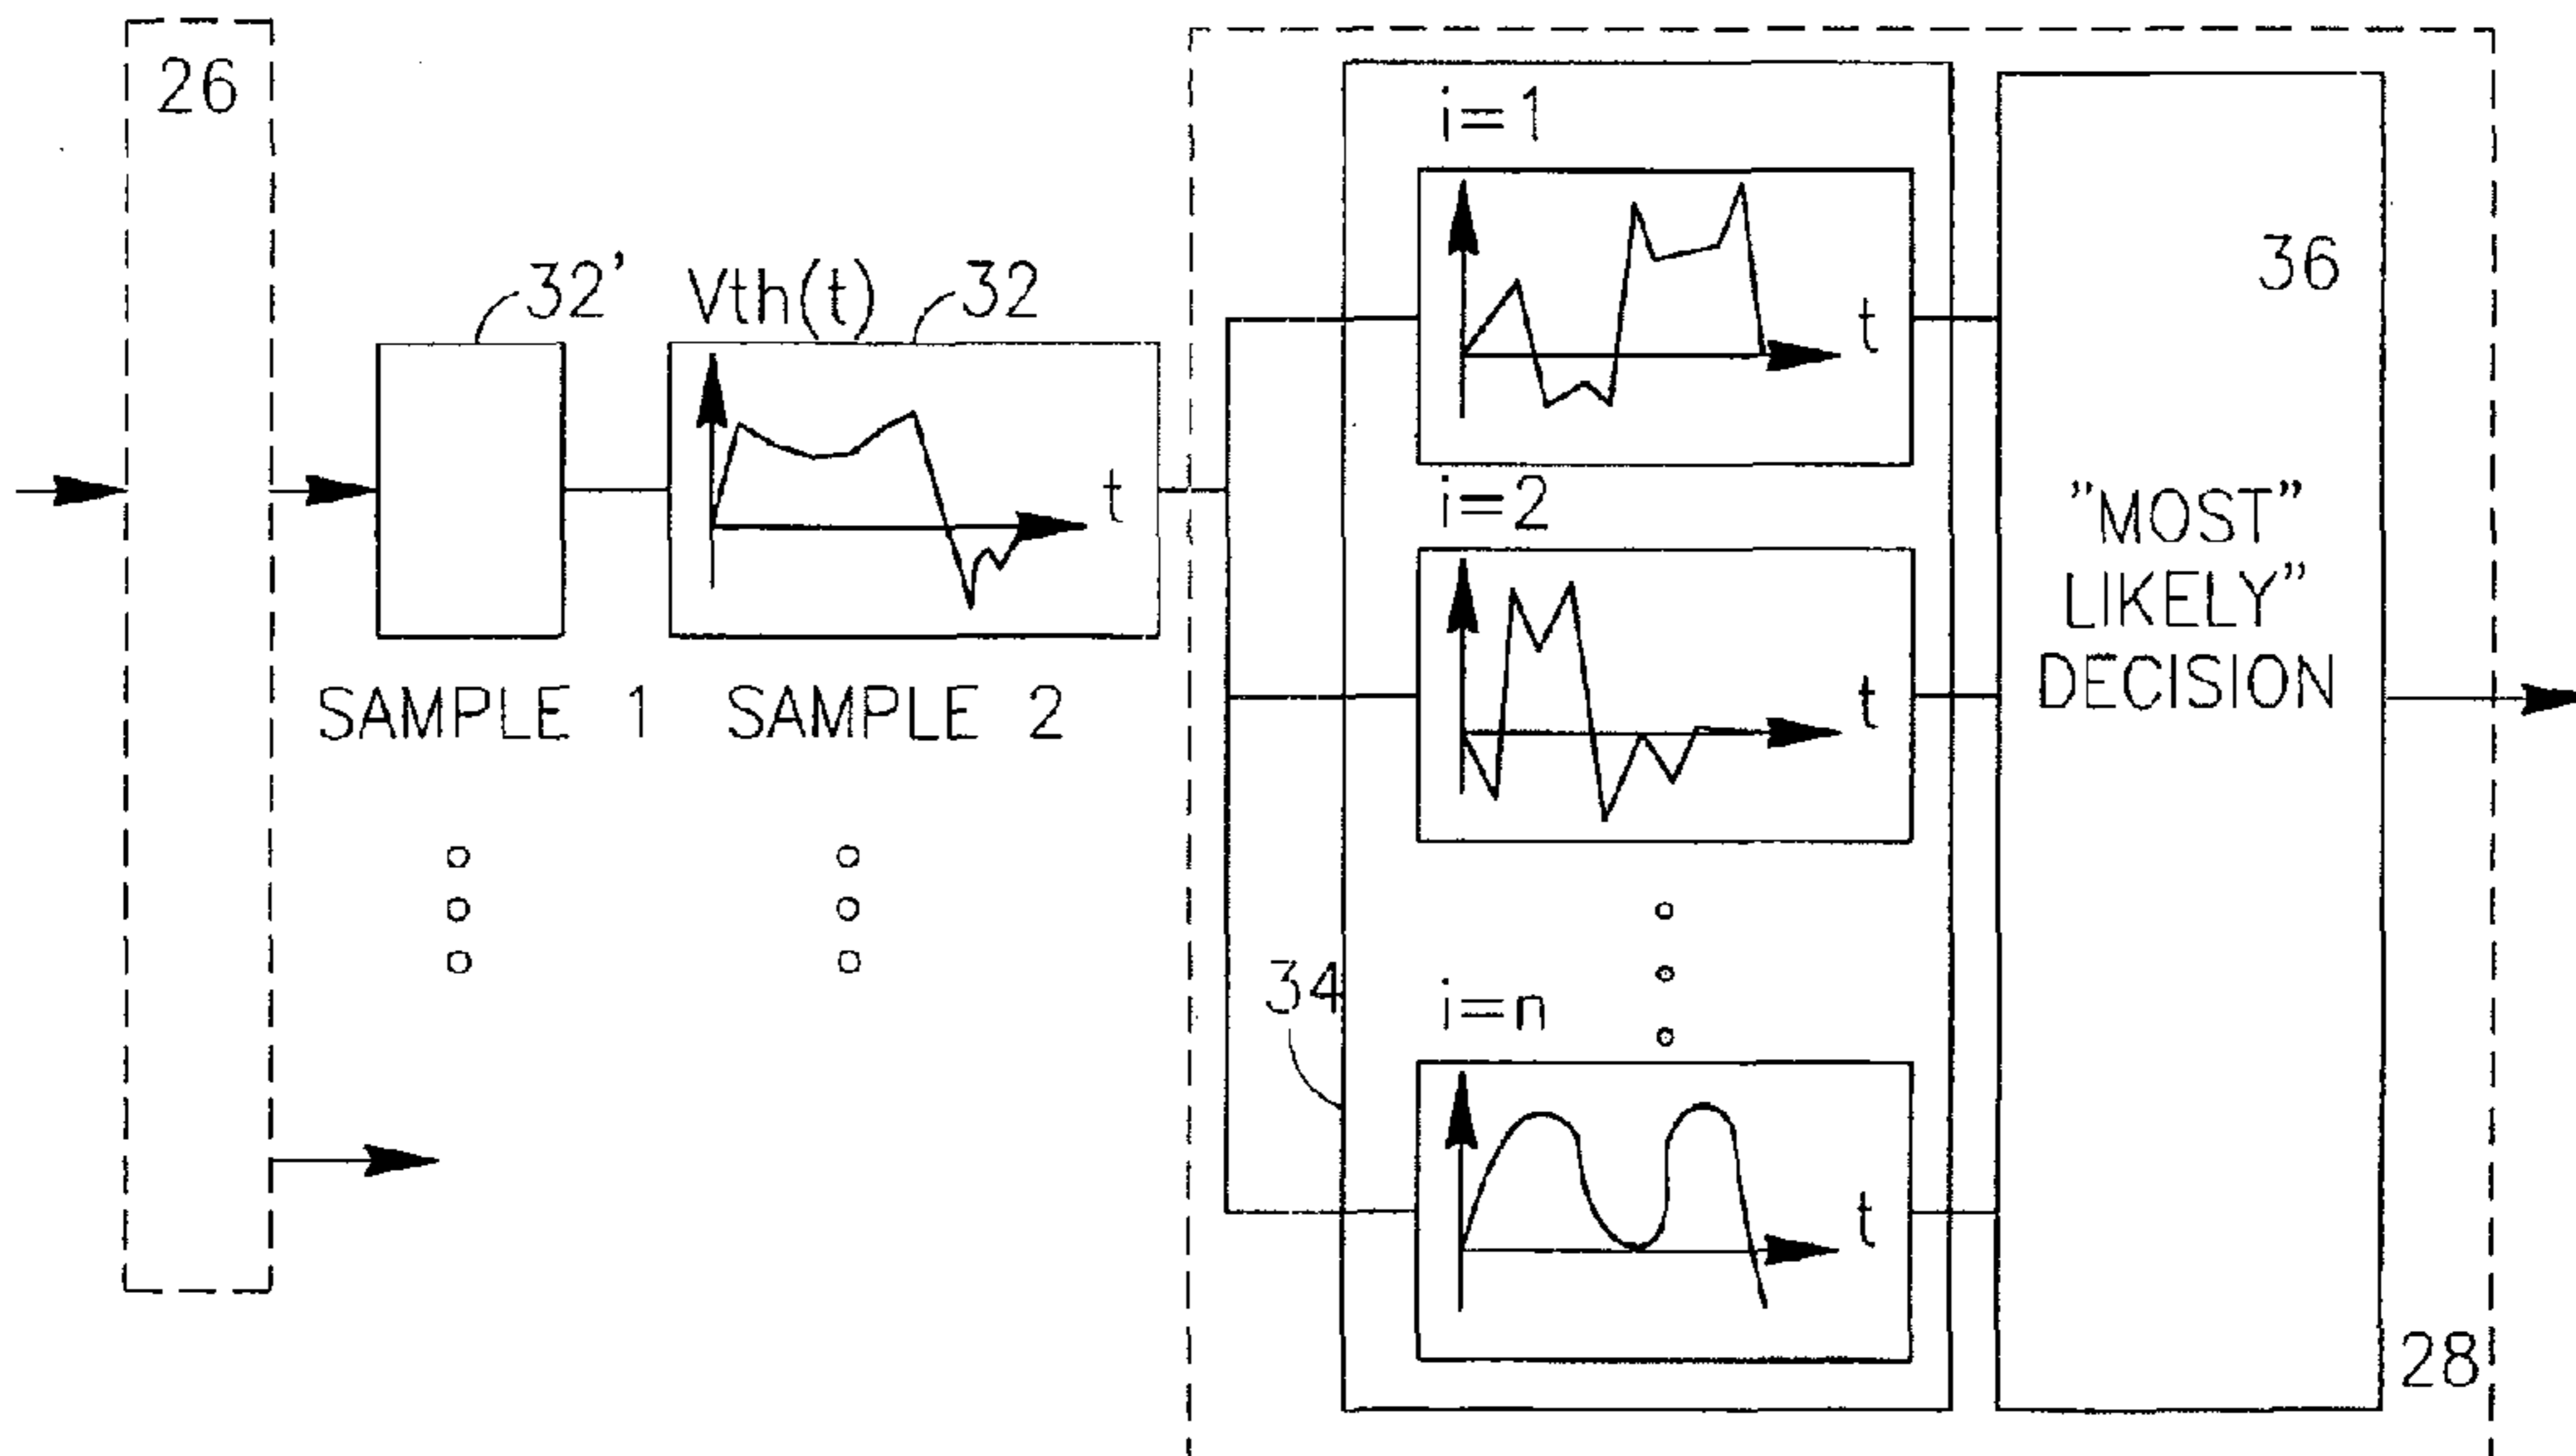 26
32'
Vth(t)
32
t
SAMPLE 1
SAMPLE 2
i=1
t
i=2
t
i=n
t
34
36
"MOST"
LIKELY"
DECISION
28